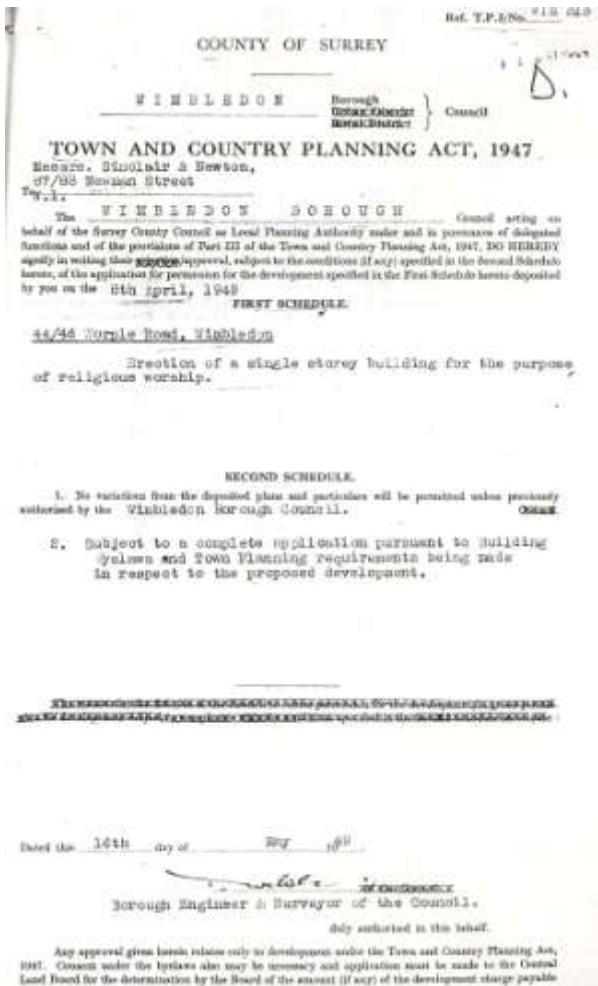 Ref. T.P.1/No.
COUNTY OF SURREY
WIMBLEDON Borough
Urban District } Council
Rural District
TOWN AND COUNTRY PLANNING ACT, 1947
Messrs. Sinclair & Newton,
87/88 Newman Street
To W.1.
The WIMBLEDON BOROUGH Council acting on
behalf of the Surrey County Council as Local Planning Authority under and in pursuance of delegated
functions and of the provisions of Part III of the Town and Country Planning Act, 1947, DO HEREBY
signify in writing their approval, subject to the conditions (if any) specified in the Second Schedule
hereto, of the application for permission for the development specified in the First Schedule hereto deposited
by you on the 8th April, 1949
FIRST SCHEDULE.
44/46 Worple Road, Wimbledon
Erection of a single storey building for the purpose
of religious worship.
SECOND SCHEDULE.
1. No variations from the deposited plans and particulars will be permitted unless previously
authorised by the Wimbledon Borough Council.
2. Subject to a complete application pursuant to Building
Byelaws and Town Planning requirements being made
in respect to the proposed development.
Dated this 14th day of May
Borough Engineer & Surveyor of the Council.
duly authorised in this behalf.
Any approval given herein relates only to development under the Town and Country Planning Act,
1947. Consent under the byelaws also may be necessary and application must be made to the Central
Land Board for the determination by the Board of the amount (if any) of the development charge payable